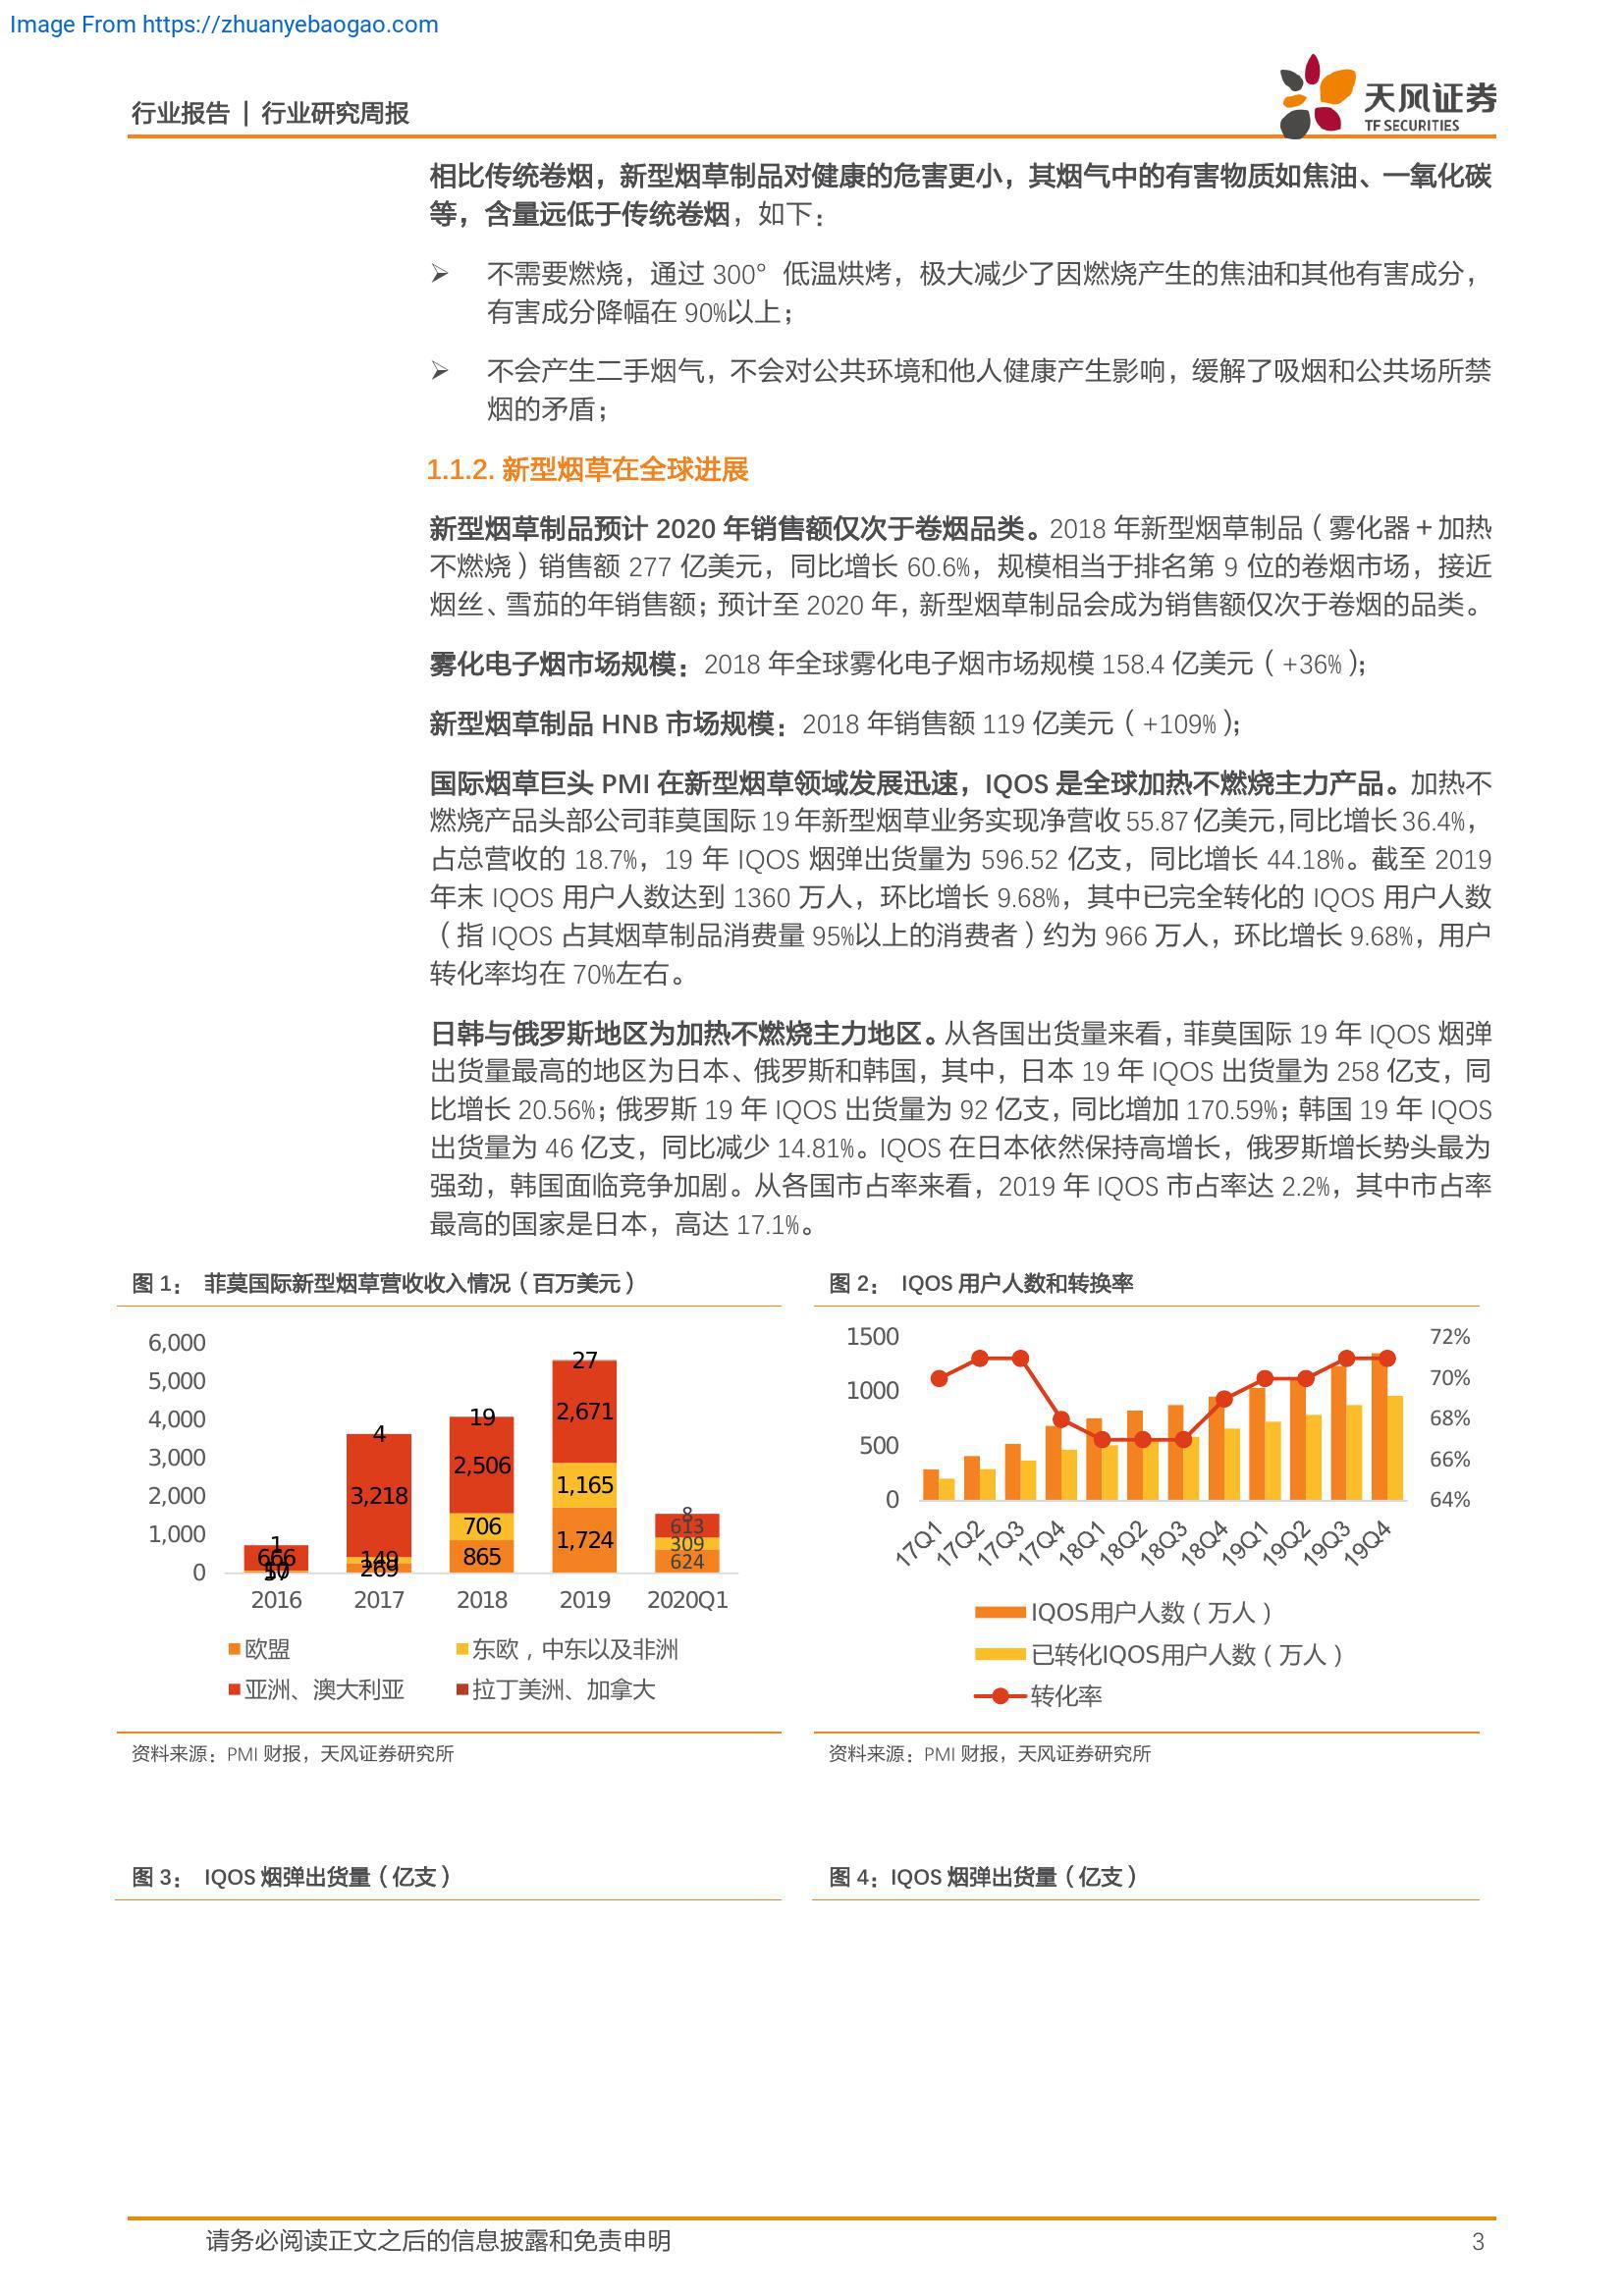 Image From https://zhuanyebaogao.com
行业报告 | 行业研究周报
天风证券
TF SECURITIES
相比传统卷烟，新型烟草制品对健康的危害更小，其烟气中的有害物质如焦油、一氧化碳
等，含量远低于传统卷烟，如下：
➢ 不需要燃烧，通过 300° 低温烘烤，极大减少了因燃烧产生的焦油和其他有害成分，
有害成分降幅在 90%以上；
➢ 不会产生二手烟气，不会对公共环境和他人健康产生影响，缓解了吸烟和公共场所禁
烟的矛盾；
1.1.2. 新型烟草在全球进展
新型烟草制品预计 2020 年销售额仅次于卷烟品类。2018 年新型烟草制品（雾化器＋加热
不燃烧）销售额 277 亿美元，同比增长 60.6%，规模相当于排名第 9 位的卷烟市场，接近
烟丝、雪茄的年销售额；预计至 2020 年，新型烟草制品会成为销售额仅次于卷烟的品类。
雾化电子烟市场规模：2018 年全球雾化电子烟市场规模 158.4 亿美元（+36%）；
新型烟草制品 HNB 市场规模：2018 年销售额 119 亿美元（+109%）；
国际烟草巨头 PMI 在新型烟草领域发展迅速，IQOS 是全球加热不燃烧主力产品。加热不
燃烧产品头部公司菲莫国际 19 年新型烟草业务实现净营收 55.87 亿美元，同比增长 36.4%，
占总营收的 18.7%，19 年 IQOS 烟弹出货量为 596.52 亿支，同比增长 44.18%。截至 2019
年末 IQOS 用户人数达到 1360 万人，环比增长 9.68%，其中已完全转化的 IQOS 用户人数
（指 IQOS 占其烟草制品消费量 95%以上的消费者）约为 966 万人，环比增长 9.68%，用户
转化率均在 70%左右。
日韩与俄罗斯地区为加热不燃烧主力地区。从各国出货量来看，菲莫国际 19 年 IQOS 烟弹
出货量最高的地区为日本、俄罗斯和韩国，其中，日本 19 年 IQOS 出货量为 258 亿支，同
比增长 20.56%；俄罗斯 19 年 IQOS 出货量为 92 亿支，同比增加 170.59%；韩国 19 年 IQOS
出货量为 46 亿支，同比减少 14.81%。IQOS 在日本依然保持高增长，俄罗斯增长势头最为
强劲，韩国面临竞争加剧。从各国市占率来看，2019 年 IQOS 市占率达 2.2%，其中市占率
最高的国家是日本，高达 17.1%。
图 1： 菲莫国际新型烟草营收收入情况（百万美元）
6,000
5,000
4,000
3,000
2,000
1,000
0
1
666
4
3,218
149
269
19
2,506
706
865
27
2,671
1,165
1,724
8
613
309
624
2016 2017 2018 2019 2020Q1
欧盟 东欧，中东以及非洲
亚洲、澳大利亚 拉丁美洲、加拿大
资料来源：PMI 财报，天风证券研究所
图 2： IQOS 用户人数和转换率
1500
1000
500
0
72%
70%
68%
66%
64%
17Q1 17Q2 17Q3 17Q4 18Q1 18Q2 18Q3 18Q4 19Q1 19Q2 19Q3 19Q4
IQOS用户人数（万人）
已转化IQOS用户人数（万人）
转化率
资料来源：PMI 财报，天风证券研究所
图 3： IQOS 烟弹出货量（亿支）
图 4：IQOS 烟弹出货量（亿支）
请务必阅读正文之后的信息披露和免责申明 3